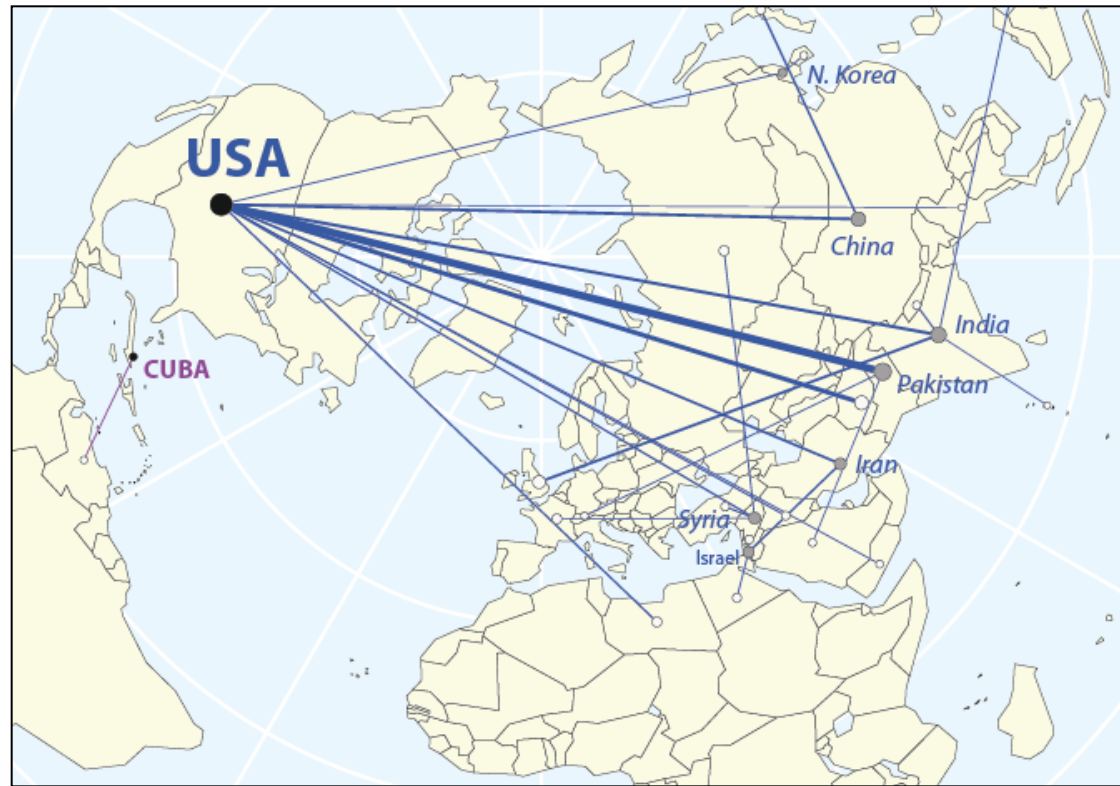 N. Korea
USA
China
India
CUBA
Pakistan
Iran
Syria
Israel